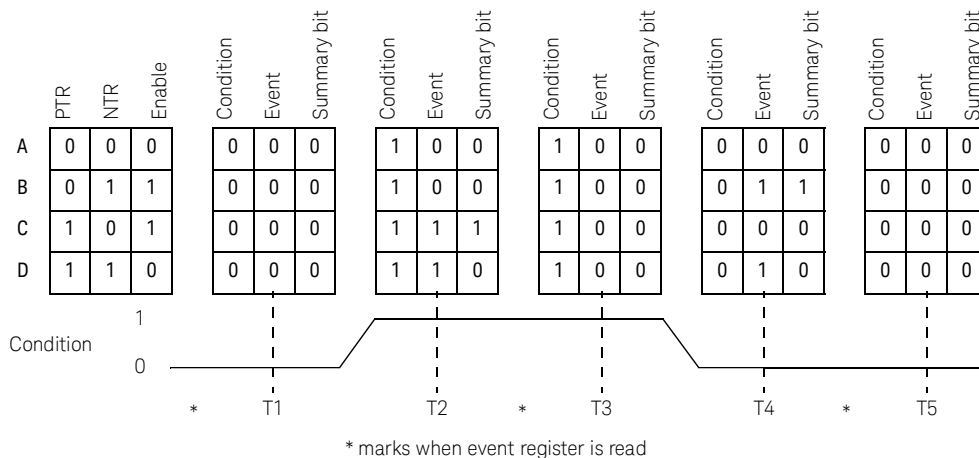 PTR NTR Enable Condition Event Summary bit Condition Event Summary bit Condition Event Summary bit Condition Event Summary bit Condition Event Summary bit
A 0 0 0 0 0 0 1 0 0 1 0 0 0 0 0 0 0 0
B 0 1 1 0 0 0 1 0 0 1 0 0 0 1 1 0 0 0
C 1 0 1 0 0 0 1 1 1 1 0 0 0 0 0 0 0 0
D 1 1 0 0 0 0 1 1 0 1 0 0 0 1 0 0 0 0
1
Condition
0
* T1 T2 * T3 T4 * T5
* marks when event register is read